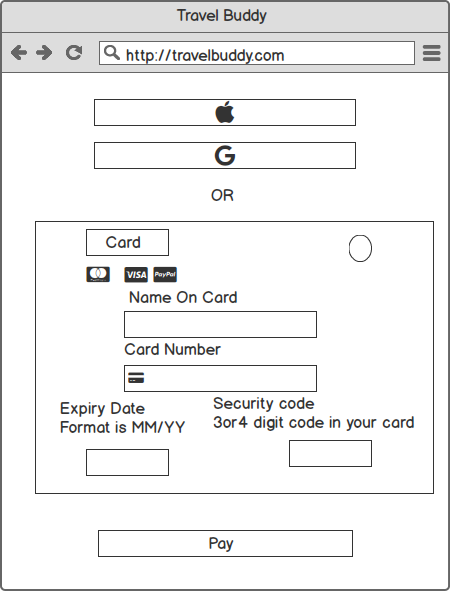 Travel Buddy
http://travelbuddy.com
G
OR
Card
VISA PayPal
Name On Card
Card Number
Expiry Date
Format is MM/YY
Security code
3or4 digit code in your card
Pay